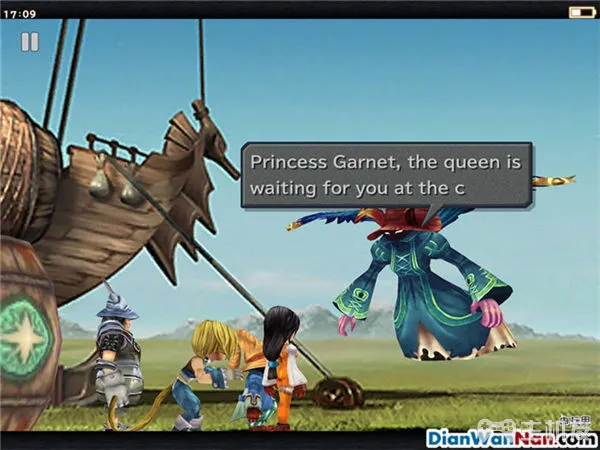 17:09
Princess Garnet, the queen is
waiting for you at the c
DianWanNan.com